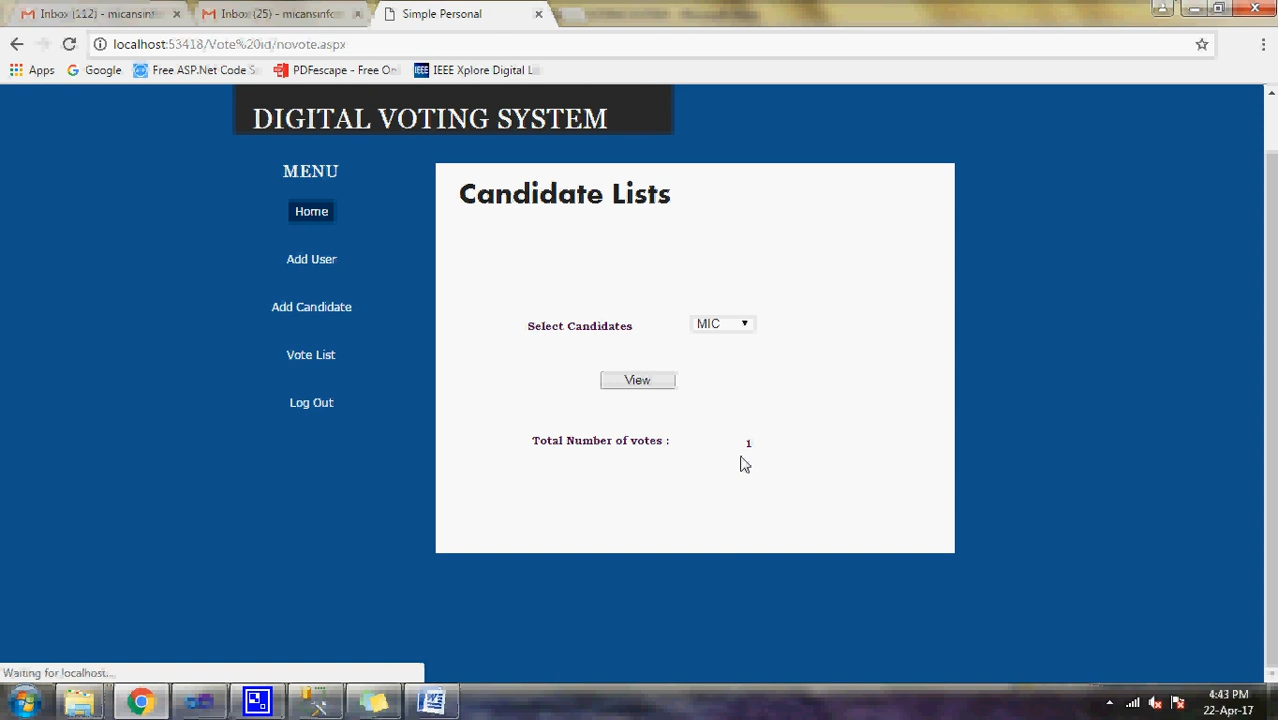 Inbox (112) - micansinf
Inbox (25) - micansinfo
Simple Personal
localhost:53418/Vote%20id/novote.aspx
Apps
Google
Free ASP.Net Code S
PDFescape - Free On
IEEE Xplore Digital L
DIGITAL VOTING SYSTEM
MENU
Home
Add User
Add Candidate
Vote List
Log Out
Candidate Lists
Select Candidates
MIC
View
Total Number of votes :
1
Waiting for localhost...
4:43 PM
22-Apr-17